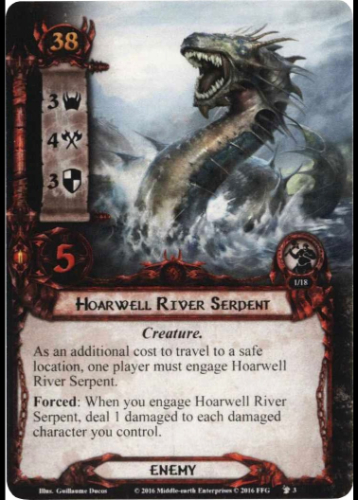 38
3
4
3
5
1/18
HOARWELL RIVER SERPENT
Creature.
As an additional cost to travel to a safe
location, one player must engage Hoarwell
River Serpent.
Forced: When you engage Hoarwell River
Serpent, deal 1 damaged to each damaged
character you control.
ENEMY
Illus. Guillaume Ducos © 2016 Middle-earth Enterprises © 2016 FFG 3